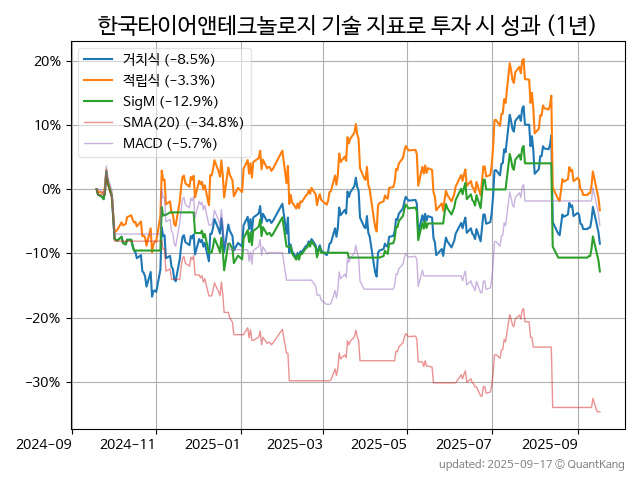 한국타이어앤테크놀로지 기술 지표로 투자 시 성과 (1년)
거치식 (−8.5%)
적립식 (−3.3%)
SigM (−12.9%)
SMA(20) (−34.8%)
MACD (−5.7%)
20%
10%
0%
−10%
−20%
−30%
2024-09 2024-11 2025-01 2025-03 2025-05 2025-07 2025-09
updated: 2025-09-17 © QuantKang